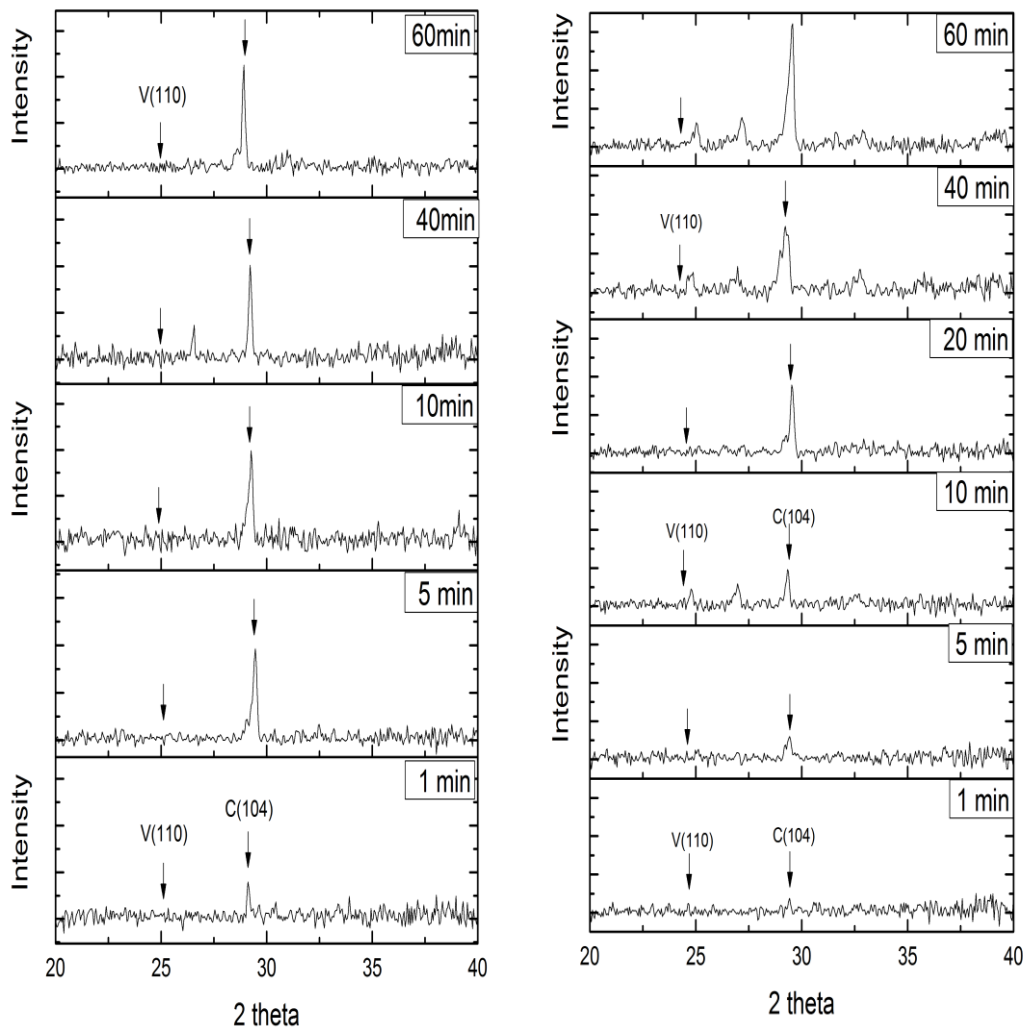 Intensity
60min
V(110)
40min
Intensity
10min
5 min
Intensity
1 min
C(104)
V(110)
20 25 30 35 40
2 theta
Intensity
60 min
40 min
V(110)
Intensity
20 min
10 min
V(110) C(104)
Intensity
5 min
1 min
V(110) C(104)
20 25 30 35 40
2 theta